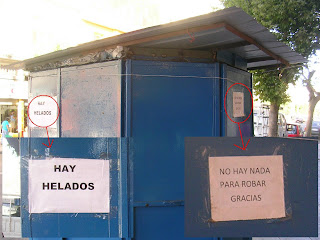 HAY
HELADOS
HAY
HELADOS
NO HAY NADA
PARA ROBAR
GRACIAS